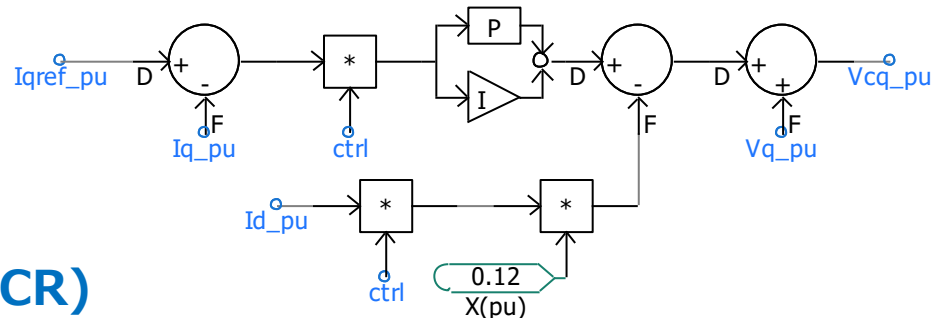 P
+
-
*
+
-
+
+
D
D
D
Iqref_pu
Vcq_pu
I
F
F
F
Iq_pu
ctrl
Vq_pu
*
*
Id_pu
0.12
ctrl
X(pu)
CR)